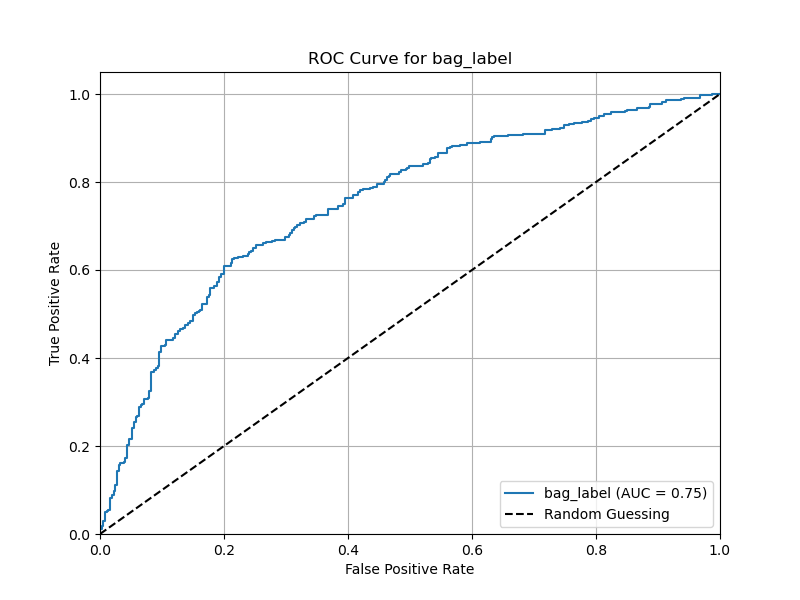 ROC Curve for bag_label
True Positive Rate
1.0
0.8
0.6
0.4
0.2
0.0
0.0 0.2 0.4 0.6 0.8 1.0
False Positive Rate
bag_label (AUC = 0.75)
Random Guessing